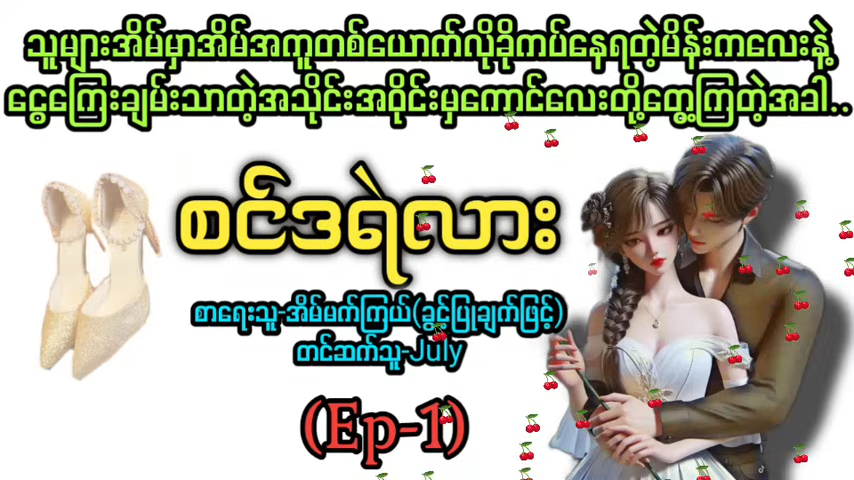 သူများအိမ်မှာအိမ်အကူတစ်ယောက်လိုခိုကပ်နေရတဲ့မိန်းကလေးနဲ့
ငွေကြေးချမ်းသာတဲ့အသိုင်းအဝိုင်းမှကောင်လေးတို့တွေ့ကြတဲ့အခါ..
စင်ဒရဲလား
စာရေးသူ-အိမ်မက်ကြယ်(ခွင့်ပြုချက်ဖြင့်)
တင်ဆက်သူ-July
(Ep-1)